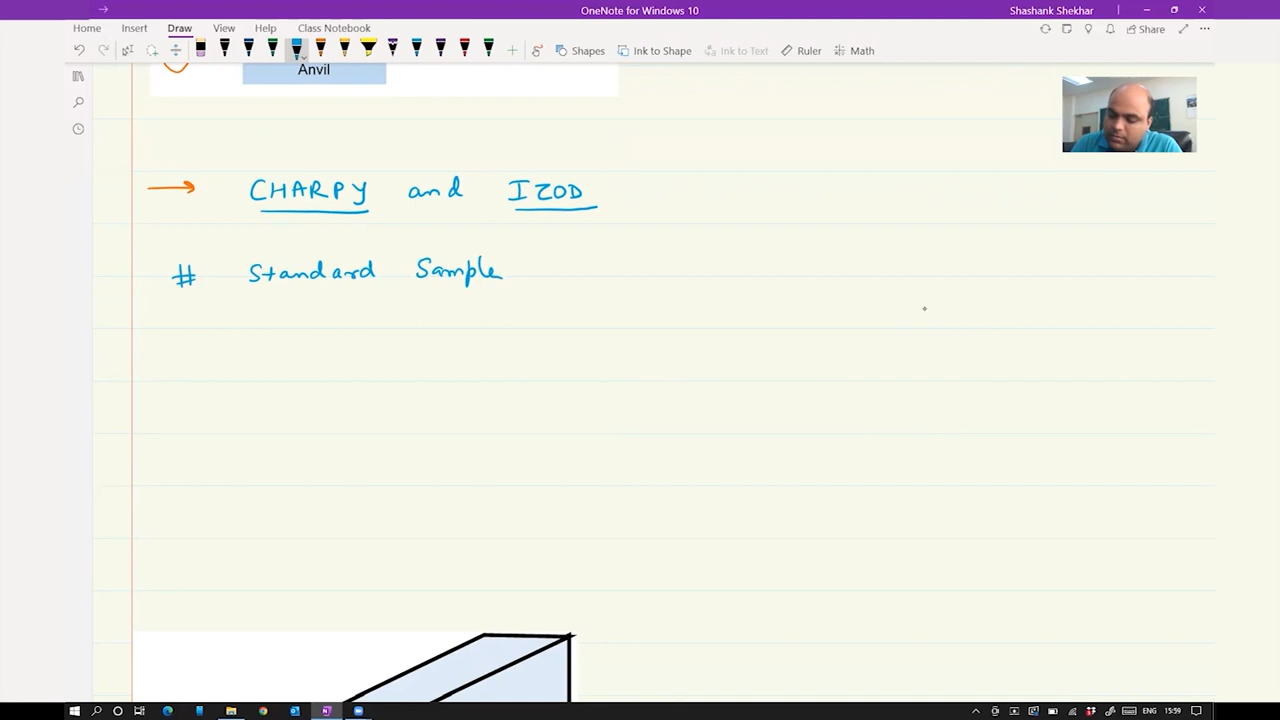 OneNote for Windows 10
Shashank Shekhar
Home Insert Draw View Help Class Notebook
Share
Shapes Ink to Shape Ink to Text Ruler Math
Anvil
→ CHARPY and IZOD
# Standard Sample
ENG 15:59